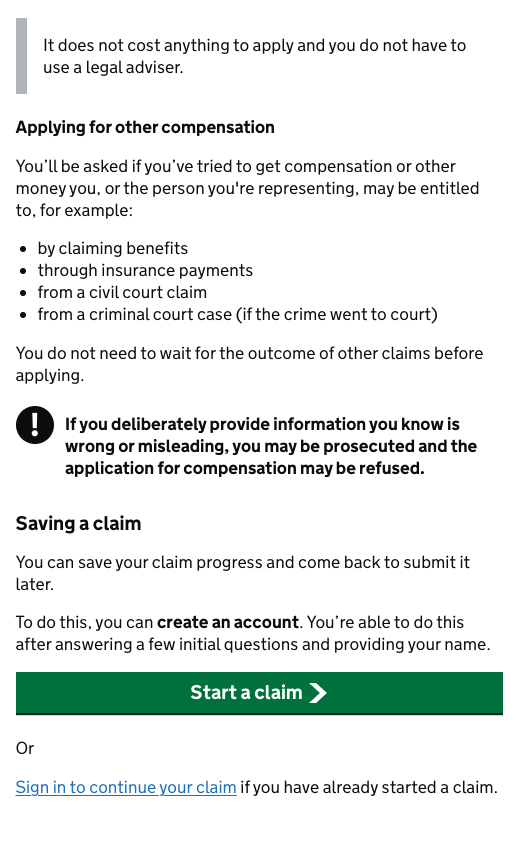 It does not cost anything to apply and you do not have to
use a legal adviser.
Applying for other compensation
You’ll be asked if you’ve tried to get compensation or other
money you, or the person you're representing, may be entitled
to, for example:
by claiming benefits
through insurance payments
from a civil court claim
from a criminal court case (if the crime went to court)
You do not need to wait for the outcome of other claims before
applying.
If you deliberately provide information you know is
wrong or misleading, you may be prosecuted and the
application for compensation may be refused.
Saving a claim
You can save your claim progress and come back to submit it
later.
To do this, you can create an account. You’re able to do this
after answering a few initial questions and providing your name.
Start a claim
Or
Sign in to continue your claim if you have already started a claim.